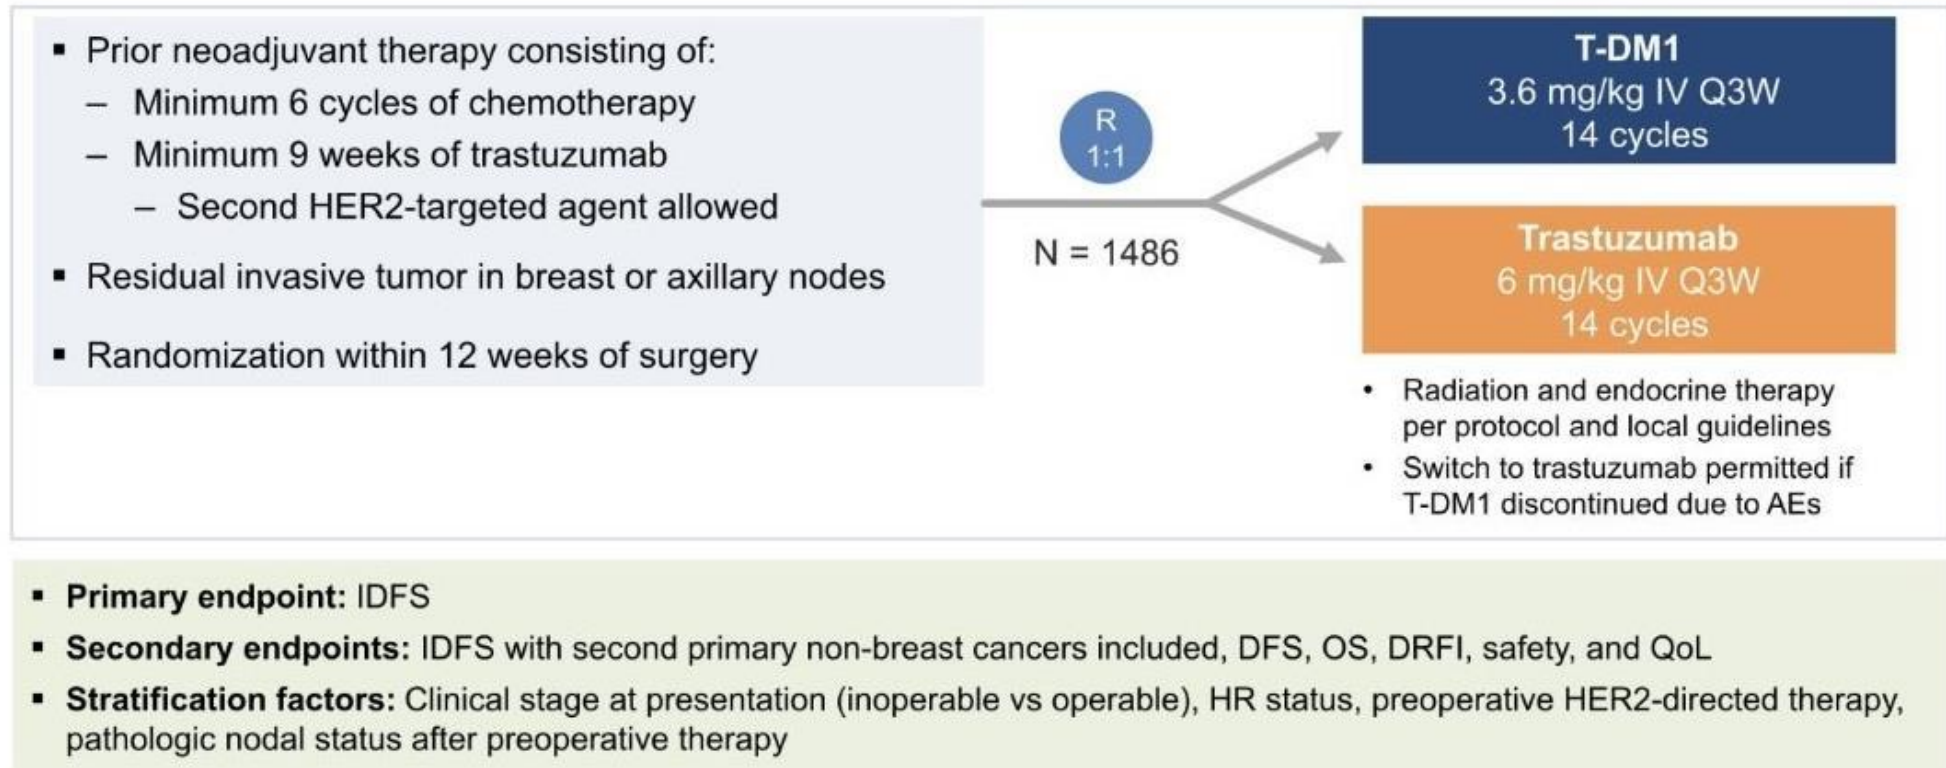 ▪ Prior neoadjuvant therapy consisting of:
– Minimum 6 cycles of chemotherapy
– Minimum 9 weeks of trastuzumab
– Second HER2-targeted agent allowed
▪ Residual invasive tumor in breast or axillary nodes
▪ Randomization within 12 weeks of surgery
R
1:1
N = 1486
T-DM1
3.6 mg/kg IV Q3W
14 cycles
Trastuzumab
6 mg/kg IV Q3W
14 cycles
• Radiation and endocrine therapy
per protocol and local guidelines
• Switch to trastuzumab permitted if
T-DM1 discontinued due to AEs
▪ Primary endpoint: IDFS
▪ Secondary endpoints: IDFS with second primary non-breast cancers included, DFS, OS, DRFI, safety, and QoL
▪ Stratification factors: Clinical stage at presentation (inoperable vs operable), HR status, preoperative HER2-directed therapy,
pathologic nodal status after preoperative therapy